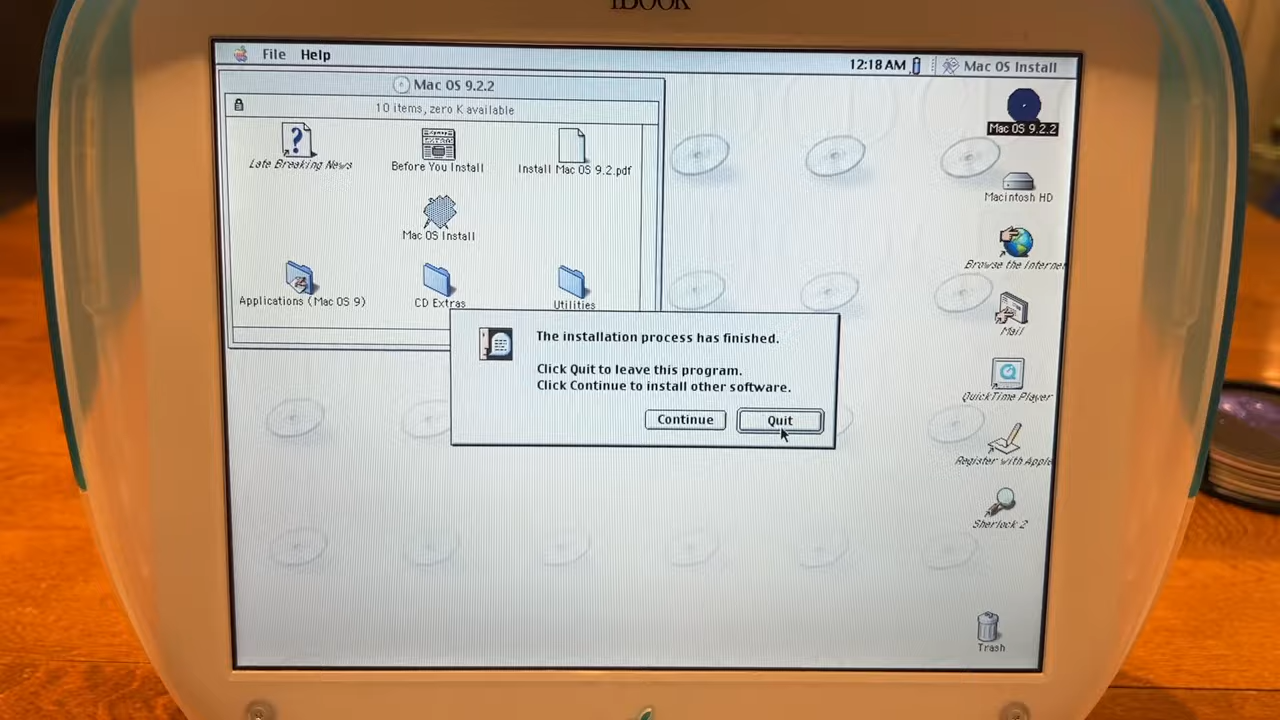 iBook
File Help
12:18 AM
Mac OS Install
Mac OS 9.2.2
10 items, zero K available
Late Breaking News
Before You Install
Install Mac OS 9.2.pdf
Mac OS Install
Applications (Mac OS 9)
CD Extras
Utilities
The installation process has finished.
Click Quit to leave this program.
Click Continue to install other software.
Continue
Quit
Mac OS 9.2.2
Macintosh HD
Browse the Internet
Mail
QuickTime Player
Register with Apple
Sherlock 2
Trash